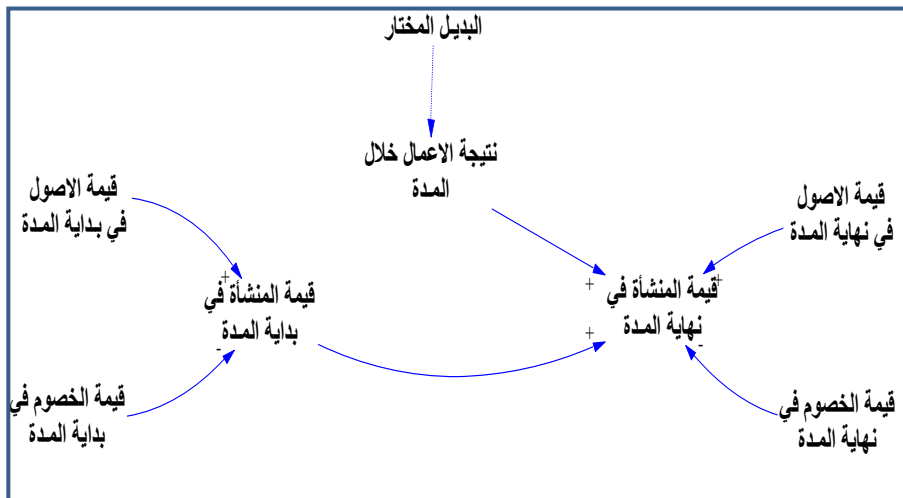 البديل المختار
نتيجة الاعمال خلال
المدة
قيمة الاصول
في نهاية المدة
قيمة الاصول
في بداية المدة
+
قيمة المنشأة في
نهاية المدة
+
+
-
+
قيمة المنشأة في
بداية المدة
-
قيمة الخصوم في
نهاية المدة
قيمة الخصوم في
بداية المدة